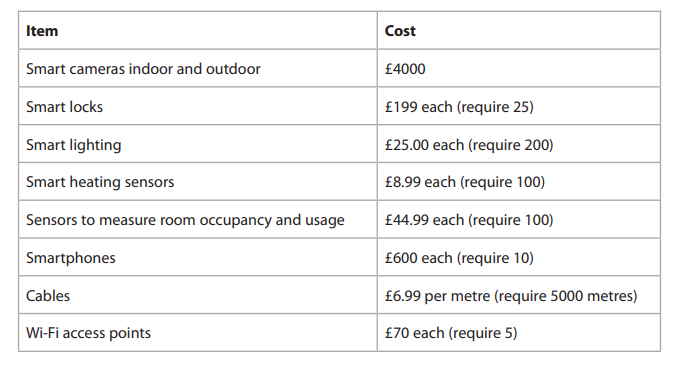 Item Cost
Smart cameras indoor and outdoor £4000
Smart locks £199 each (require 25)
Smart lighting £25.00 each (require 200)
Smart heating sensors £8.99 each (require 100)
Sensors to measure room occupancy and usage £44.99 each (require 100)
Smartphones £600 each (require 10)
Cables £6.99 per metre (require 5000 metres)
Wi-Fi access points £70 each (require 5)